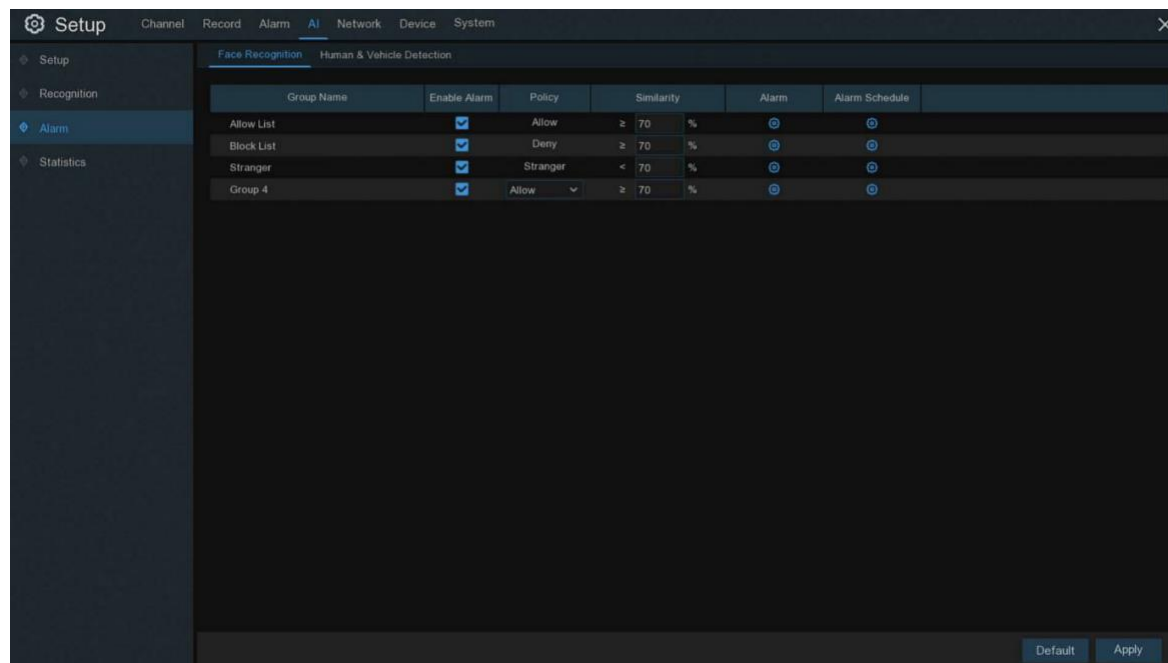 Setup Channel Record Alarm AI Network Device System
Setup
Recognition
Alarm
Statistics
Face Recognition Human & Vehicle Detection
Group Name Enable Alarm Policy Similarity Alarm Alarm Schedule
Allow List Allow ≥ 70 %
Block List Deny ≥ 70 %
Stranger Stranger < 70 %
Group 4 Allow ≥ 70 %
Default Apply